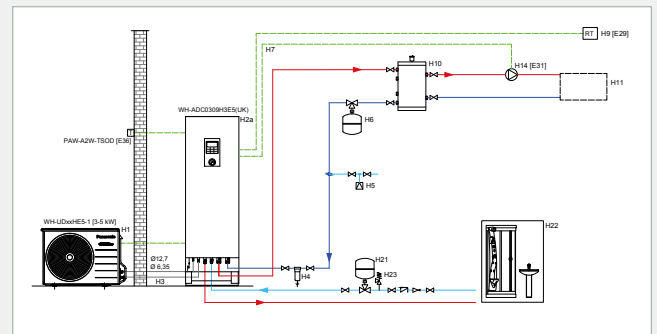 RT
H9 [E29]
H7
H10
H14 [E31]
H11
WH-ADC0309H3E5(UK)
H2a
H6
T
PAW-A2W-TSOD [E36]
H5
WH-UDxxHE5-1 [3-5 kW]
H1
Panasonic
H22
Ø12,7
Ø 6,35
H3
H4
H21
H23